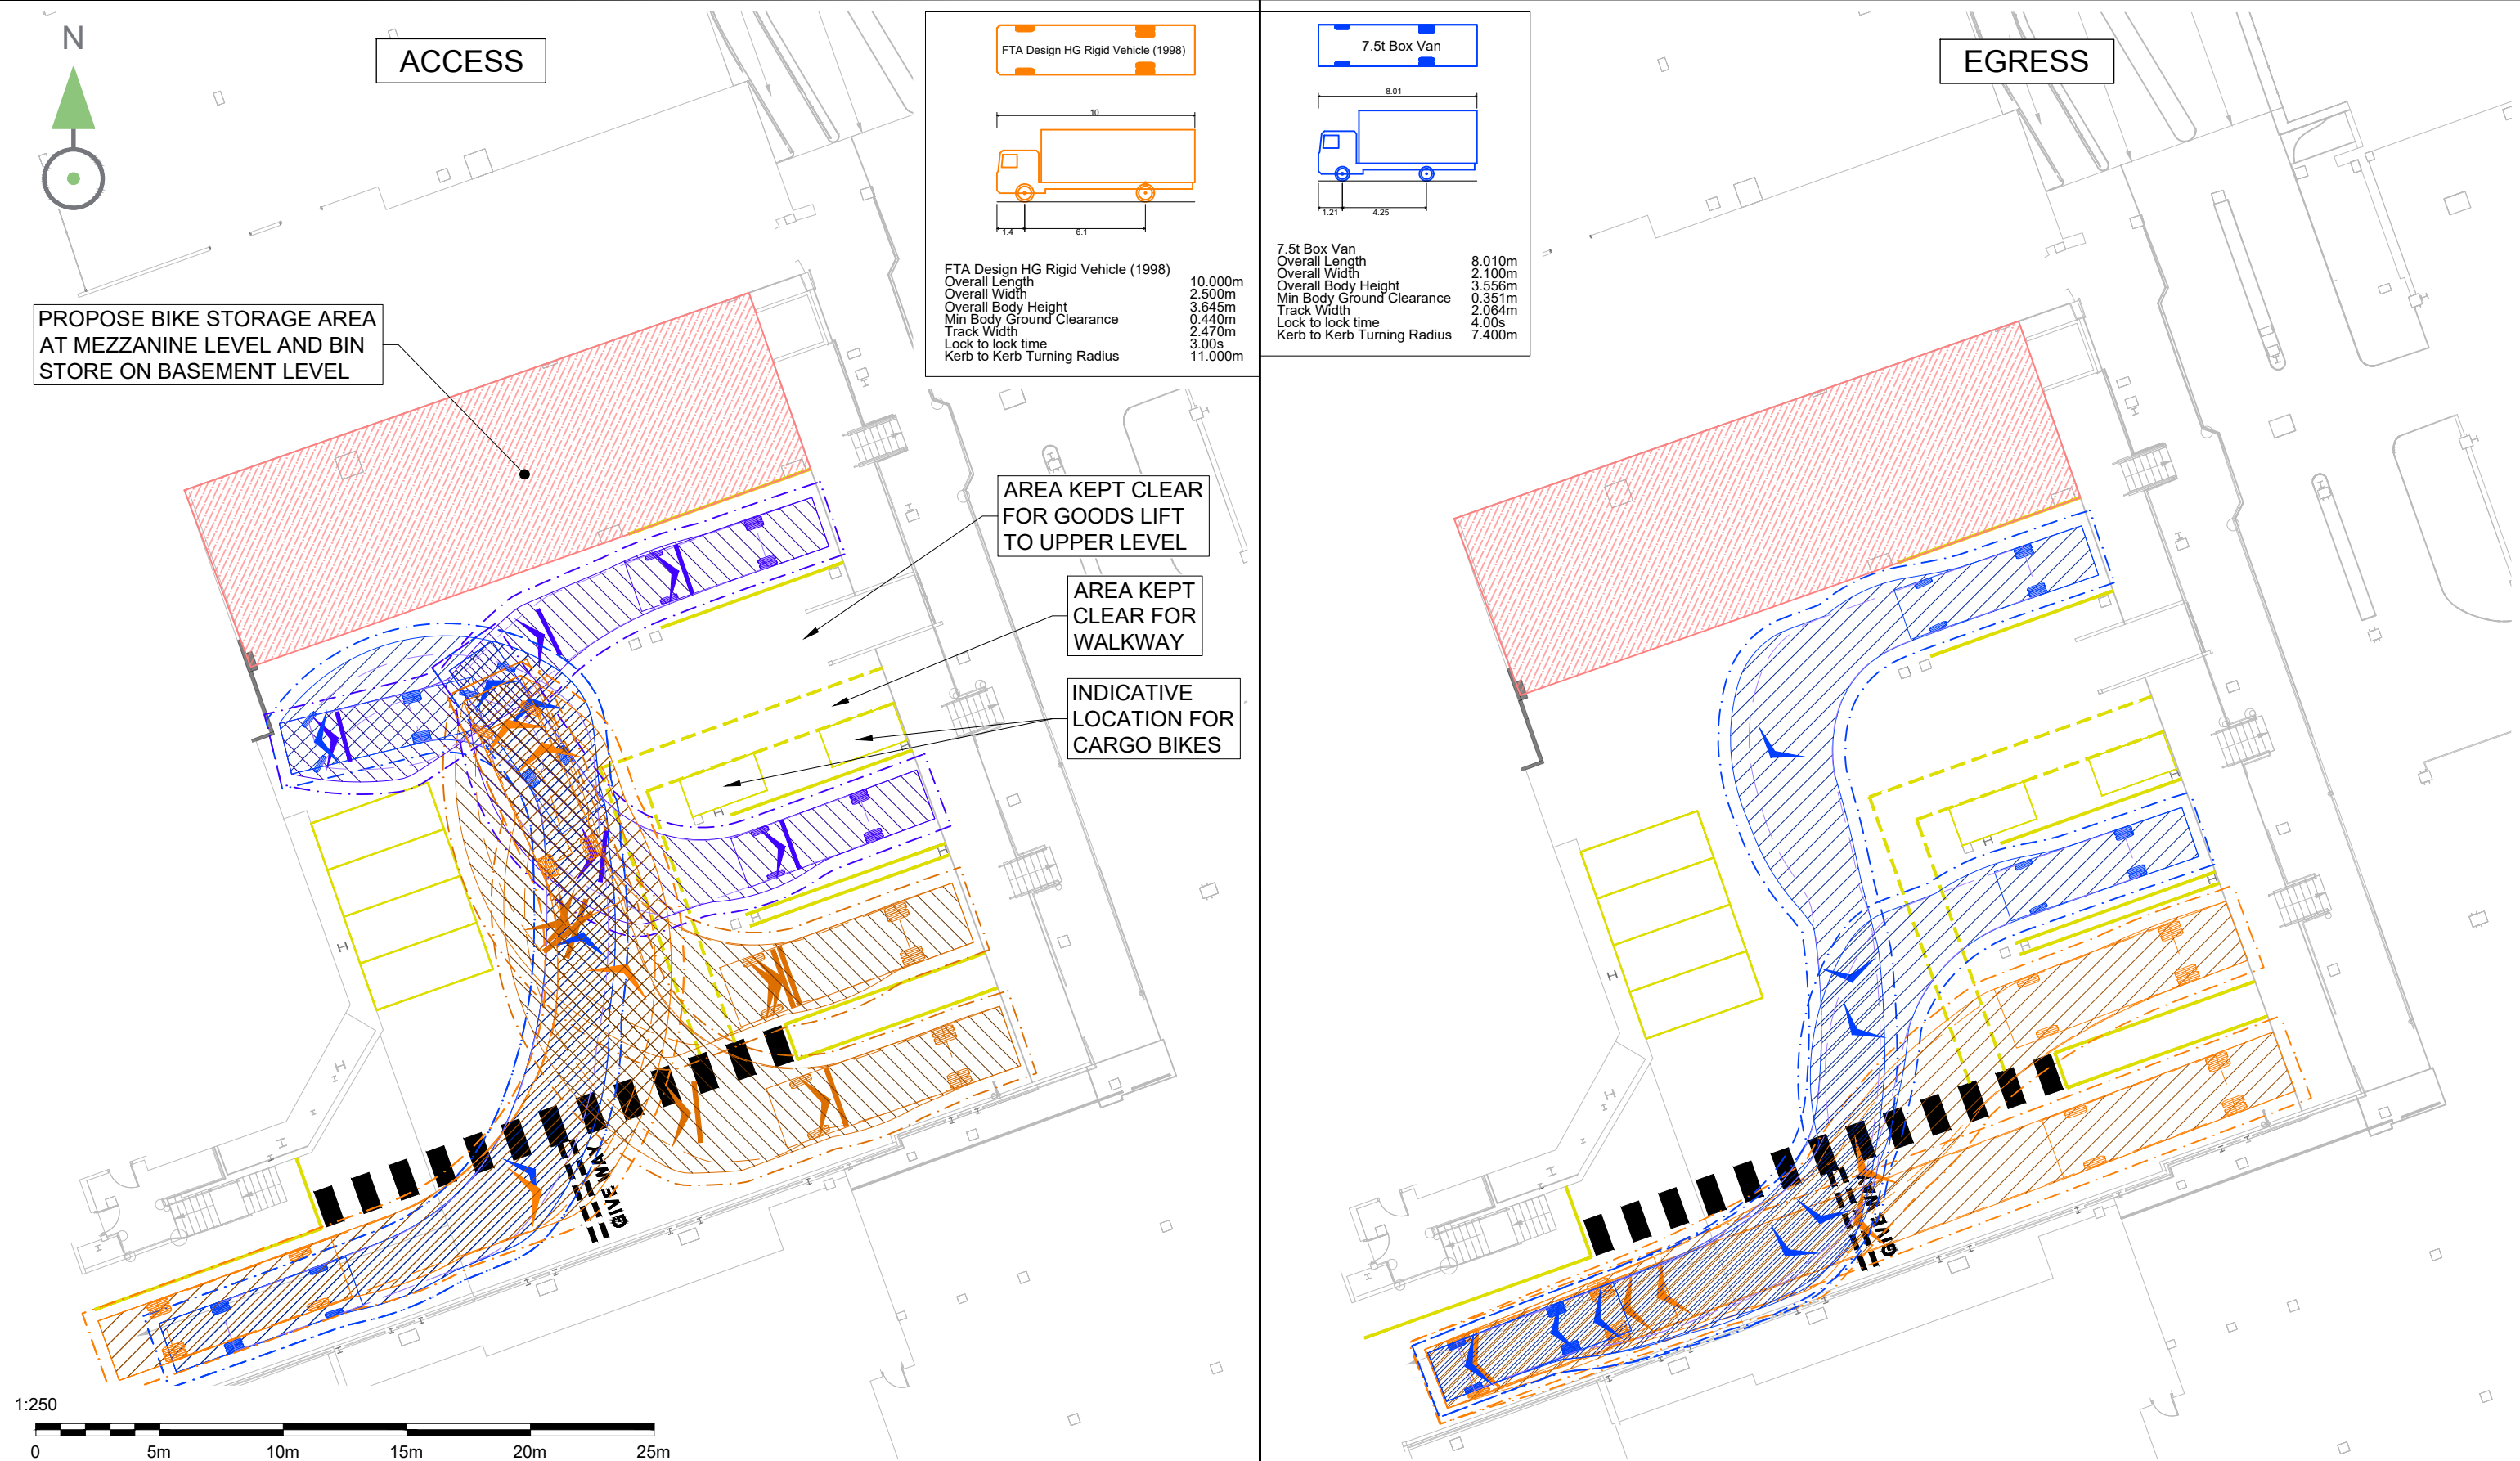 N
ACCESS
FTA Design HG Rigid Vehicle (1998)
10
1.4
6.1
FTA Design HG Rigid Vehicle (1998)
Overall Length 10.000m
Overall Width 2.500m
Overall Body Height 3.645m
Min Body Ground Clearance 0.440m
Track Width 2.470m
Lock to lock time 3.00s
Kerb to Kerb Turning Radius 11.000m
7.5t Box Van
8.01
1.21
4.25
7.5t Box Van
Overall Length 8.010m
Overall Width 2.100m
Overall Body Height 3.556m
Min Body Ground Clearance 0.351m
Track Width 2.064m
Lock to lock time 4.00s
Kerb to Kerb Turning Radius 7.400m
EGRESS
PROPOSE BIKE STORAGE AREA
AT MEZZANINE LEVEL AND BIN
STORE ON BASEMENT LEVEL
AREA KEPT CLEAR
FOR GOODS LIFT
TO UPPER LEVEL
AREA KEPT
CLEAR FOR
WALKWAY
INDICATIVE
LOCATION FOR
CARGO BIKES
GIVE WAY
GIVE WAY
1:250
0 5m 10m 15m 20m 25m